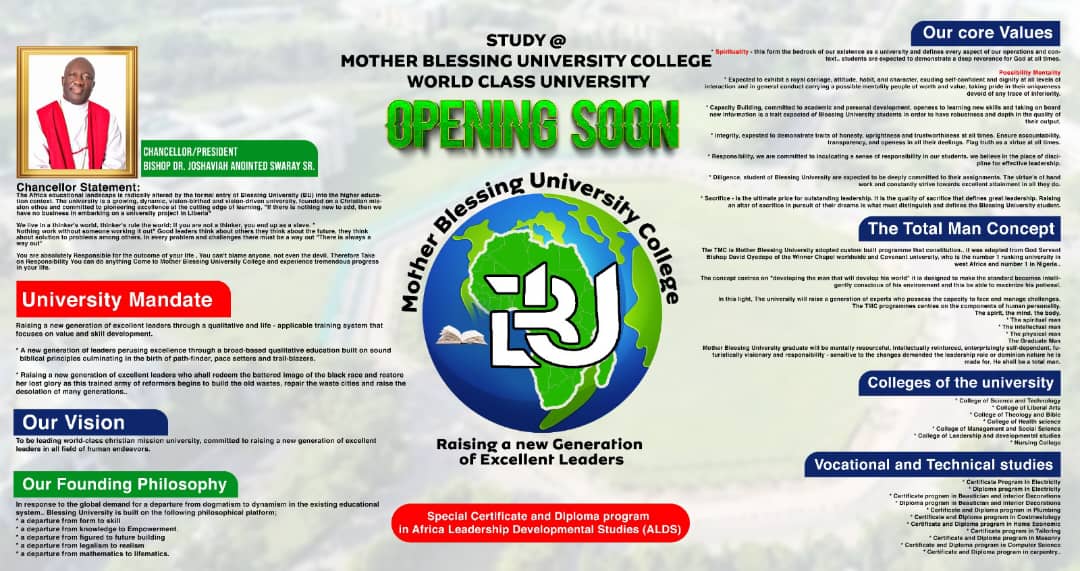 STUDY @
MOTHER BLESSING UNIVERSITY COLLEGE
WORLD CLASS UNIVERSITY
OPENING SOON
CHANCELLOR/PRESIDENT
BISHOP DR. JOSHAVIAH ANOINTED SWARAY SR.
Chancellor Statement:
The Africa educational landscape is radically altered by the formal entry of Blessing University (BU) into the higher educa-
tion context. The university is a growing, dynamic, vision-birthed and vision-driven university, founded on a Christian mis-
sion ethos and committed to pioneering excellence at the cutting edge of learning, "If there is nothing new to add, then we
have no business in embarking on a university project in Liberia"
We live in a thinker's world, thinker's rule the world; If you are not a thinker, you end up as a slave. "
Nothing work without someone working it out" Good leaders think about others they think about the future, they think
about solution to problems among others, in every problem and challenges there must be a way out "There is always a
way out"
You are absolutely Responsible for the outcome of your life . You can't blame anyone, not even the devil. Therefore Take
on Responsibility You can do anything Come to Mother Blessing University College and experience tremendous progress
in your life.
University Mandate
Raising a new generation of excellent leaders through a qualitative and life - applicable training system that
focuses on value and skill development.
* A new generation of leaders perusing excellence through a broad-based qualitative education built on sound
biblical principles culminating in the birth of path-finder, pace setters and trail-blizers.
* Raising a new generation of excellent leaders who shall redeem the battered image of the black race and restore
her lost glory as this trained army of reformers begins to build the old wastes, repair the waste cities and raise the
desolation of many generations..
Our Vision
To be leading world-class christian mission university, committed to raising a new generation of excellent
leaders in all field of human endeavors.
Our Founding Philosophy
In response to the global demand for a departure from dogmatism to dynamism in the existing educational
system.. Blessing University is built on the following philosophical platform;
* a departure from form to skill
* a departure from knowledge to Empowerment.
* a departure from figured to future building
* a departure from legalism to realism
* a departure from mathematics to lifematics.
Mother Blessing University College
BU
Raising a new Generation
of Excellent Leaders
Special Certificate and Diploma program
in Africa Leadership Developmental Studies (ALDS)
Our core Values
* Spirituality - this form the bedrock of our existence as a university and defines every aspect of our operations and con-
text.. students are expected to demonstrate a deep reverence for God at all times.
Possibility Mentality
* Expected to exhibit a royal carriage, attitude, habit, and character, exuding self-confident and dignity at all levels of
interaction and in general conduct carrying a possible mentality people of worth and value, taking pride in their uniqueness
devoid of any trace of inferiority.
* Capacity Building, committed to academic and personal development, openess to learning new skills and taking on board
new information is a trait expected of Blessing University students in order to have robustness and depth in the quality of
their output.
* Integrity, expected to demonstrate traits of honesty, uprightness and trustworthiness at all times. Ensure accountability,
transparency, and openess in all their deelings. Flag truth as a virtue at all times.
* Responsibility, we are committed to inculcating a sense of responsibility in our students, we believe in the place of disci-
pline for effective leadership.
* Diligence, student of Blessing University are expected to be deeply committed to their assignments. The virtue's of hand
work and constantly strive towards excellent attainment in all they do.
* Sacrifice - is the ultimate price for outstanding leadership. It is the quality of sacrifice that defines great leadership. Raising
an altar of sacrifice in pursuit of their dreams is what must distinguish and defines the Blessing University student.
The Total Man Concept
The TMC is Mother Blessing University adopted custom built programme that constitution.. It was adopted from God Servant
Bishop David Oyedepo of the Winner Chapel worldwide and Covenant university, who is the number 1 ranking university in
west Africa and number 1 in Nigeria..
The concept centres on "developing the man that will develop his world" it is designed to make the standard becomes intelli-
gently conscious of his environment and this be able to maximize his potienal.
In this light, The university will raise a generation of experts who possess the capacity to face and manage challenges.
The TMC programmes centres on the components of human personality.
The spirit, the mind, the body.
* The spiritual man
* The intellectual man
* The physical man
The Graduate Man
Mother Blessing University graduate will be mentally resourceful, intellectually reinforced, enterprisingly self-dependent, fu-
turistically visionary and responsibility - sensitive to the changes demanded the leadership role or dominion nature he is
made for. He shall be a total man.
Colleges of the university
* College of Science and Technology
* College of Liberal Arts
* College of Theology and Bible
* College of Health science
* College of Management and Social Science
* College of Leadership and developmental studies
* Nursing College
Vocational and Technical studies
* Certificate Program in Electricity
* Diploma program in Electricity
* Certificate program in Beautician and interior Decorations
* Diploma program in Beautician and interior Decorations
* Certificate and Diploma program in Plumbing
* Certificate and Diploma program in Costmetology
* Certificate and Diploma program in Home Economic
* Certificate program in Tailoring
* Certificate and Diploma program in Masonry
* Certificate and Diploma program in Computer Science
* Certificate and Diploma program in carpentry..